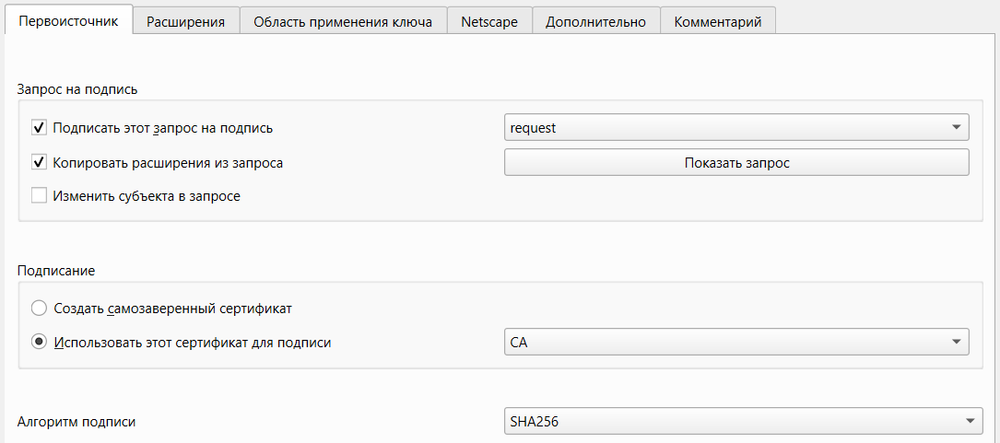 Первоисточник Расширения Область применения ключа Netscape Дополнительно Комментарий
Запрос на подпись
Подписать этот запрос на подпись request
Копировать расширения из запроса Показать запрос
Изменить субъекта в запросе
Подписание
Создать самозаверенный сертификат
Использовать этот сертификат для подписи CA
Алгоритм подписи SHA256